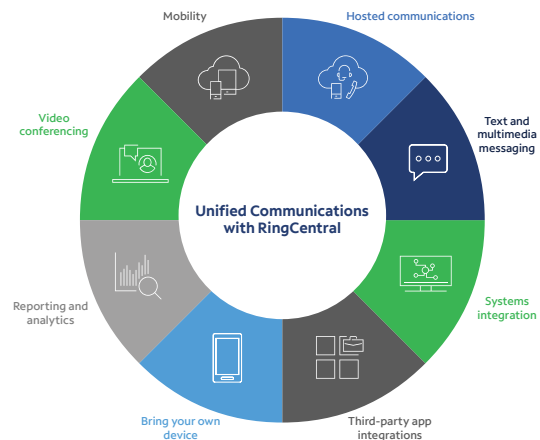 Mobility
Hosted communications
Video
conferencing
Text and
multimedia
messaging
Unified Communications
with RingCentral
Reporting and
analytics
Systems
integration
Bring your own
device
Third-party app
integrations